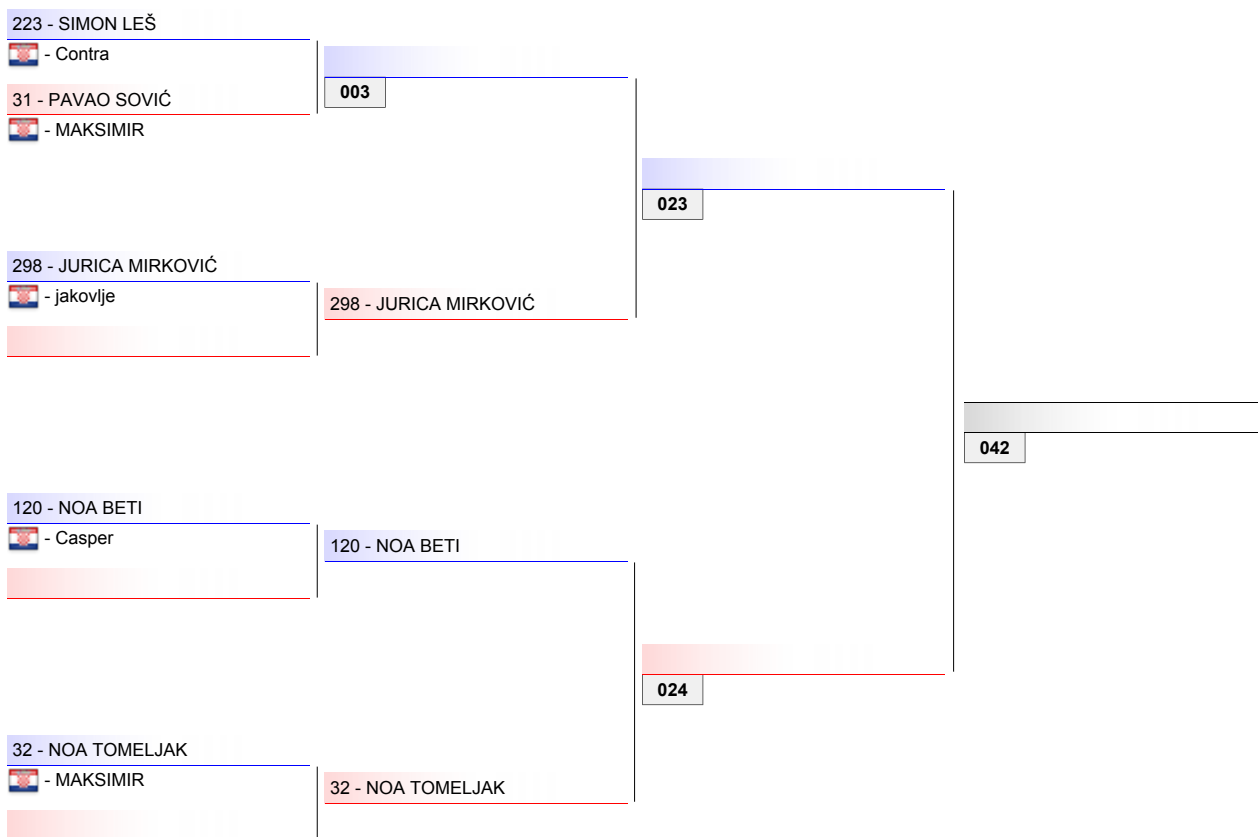 223 - SIMON LEŠ
- Contra
31 - PAVAO SOVIĆ
- MAKSIMIR
003
023
298 - JURICA MIRKOVIĆ
- jakovlje
298 - JURICA MIRKOVIĆ
042
120 - NOA BETI
- Casper
120 - NOA BETI
024
32 - NOA TOMELJAK
- MAKSIMIR
32 - NOA TOMELJAK